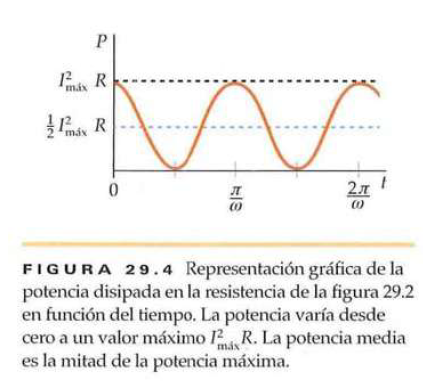 P
I²máx R
½ I²máx R
0
π/ω
2π/ω
t
FIGURA 29.4 Representación gráfica de la
potencia disipada en la resistencia de la figura 29.2
en función del tiempo. La potencia varía desde
cero a un valor máximo I²máx R. La potencia media
es la mitad de la potencia máxima.